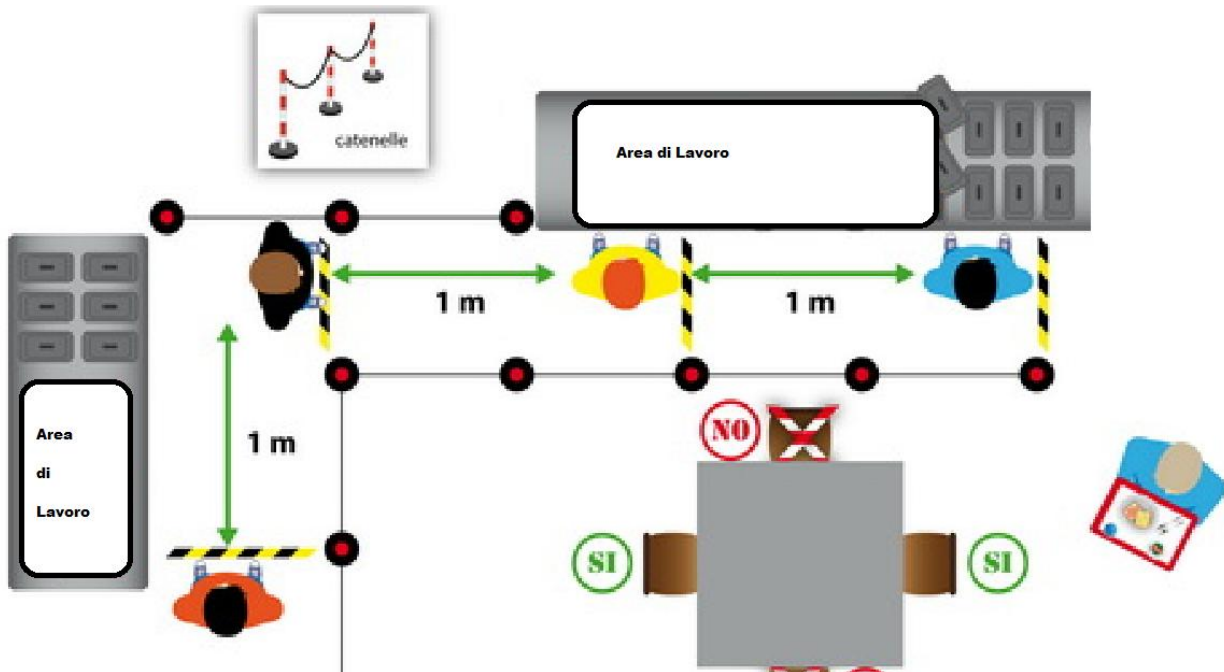 catenelle
Area di Lavoro
1 m
1 m
1 m
Area
di
Lavoro
NO
SI
SI